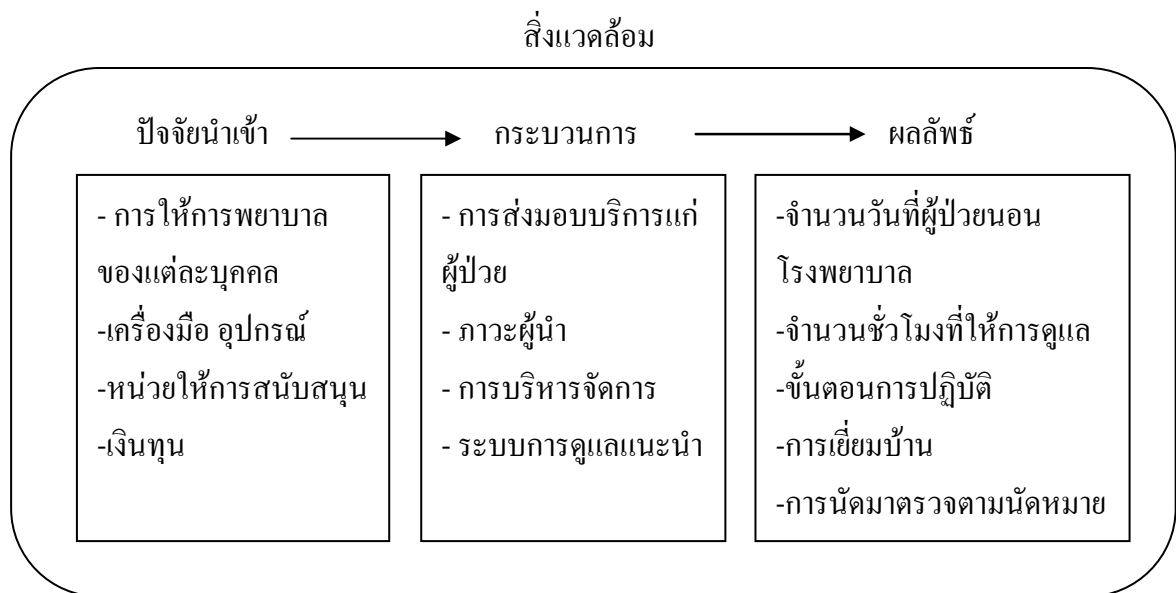 สิ่งแวดล้อม
ปัจจัยนำเข้า
กระบวนการ
ผลลัพธ์
- การให้การพยาบาล
ของแต่ละบุคคล
-เครื่องมือ อุปกรณ์
-หน่วยให้การสนับสนุน
-เงินทุน
- การส่งมอบบริการแก่
ผู้ป่วย
- ภาวะผู้นำ
- การบริหารจัดการ
- ระบบการดูแลแนะนำ
-จำนวนวันที่ผู้ป่วยนอน
โรงพยาบาล
-จำนวนชั่วโมงที่ให้การดูแล
-ขั้นตอนการปฏิบัติ
-การเยี่ยมบ้าน
-การนัดมาตรวจตามนัดหมาย